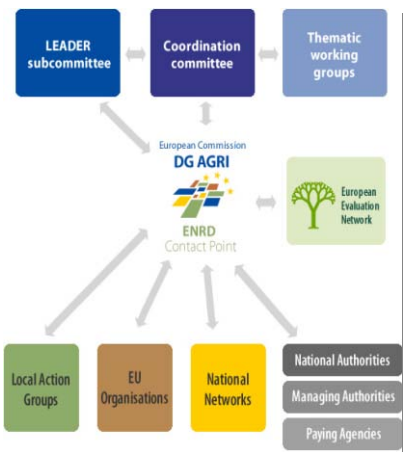 LEADER
subcommittee
Coordination
committee
Thematic
working
groups
European Commission
DG AGRI
ENRD
Contact Point
European
Evaluation
Network
Local Action
Groups
EU
Organisations
National
Networks
National Authorities
Managing Authorities
Paying Agencies